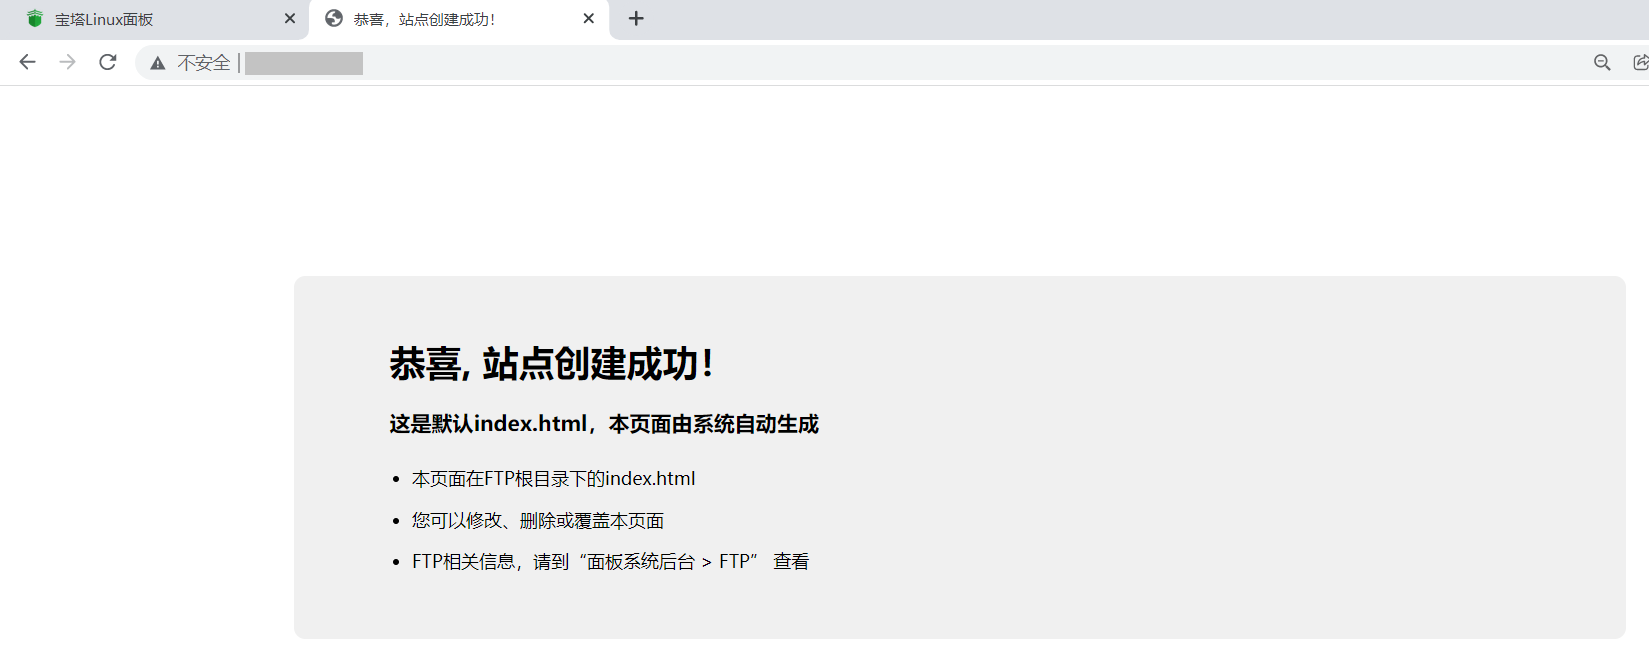 宝塔Linux面板
恭喜，站点创建成功！
不安全
恭喜, 站点创建成功！
这是默认index.html，本页面由系统自动生成
本页面在FTP根目录下的index.html
您可以修改、删除或覆盖本页面
FTP相关信息，请到“面板系统后台 > FTP” 查看